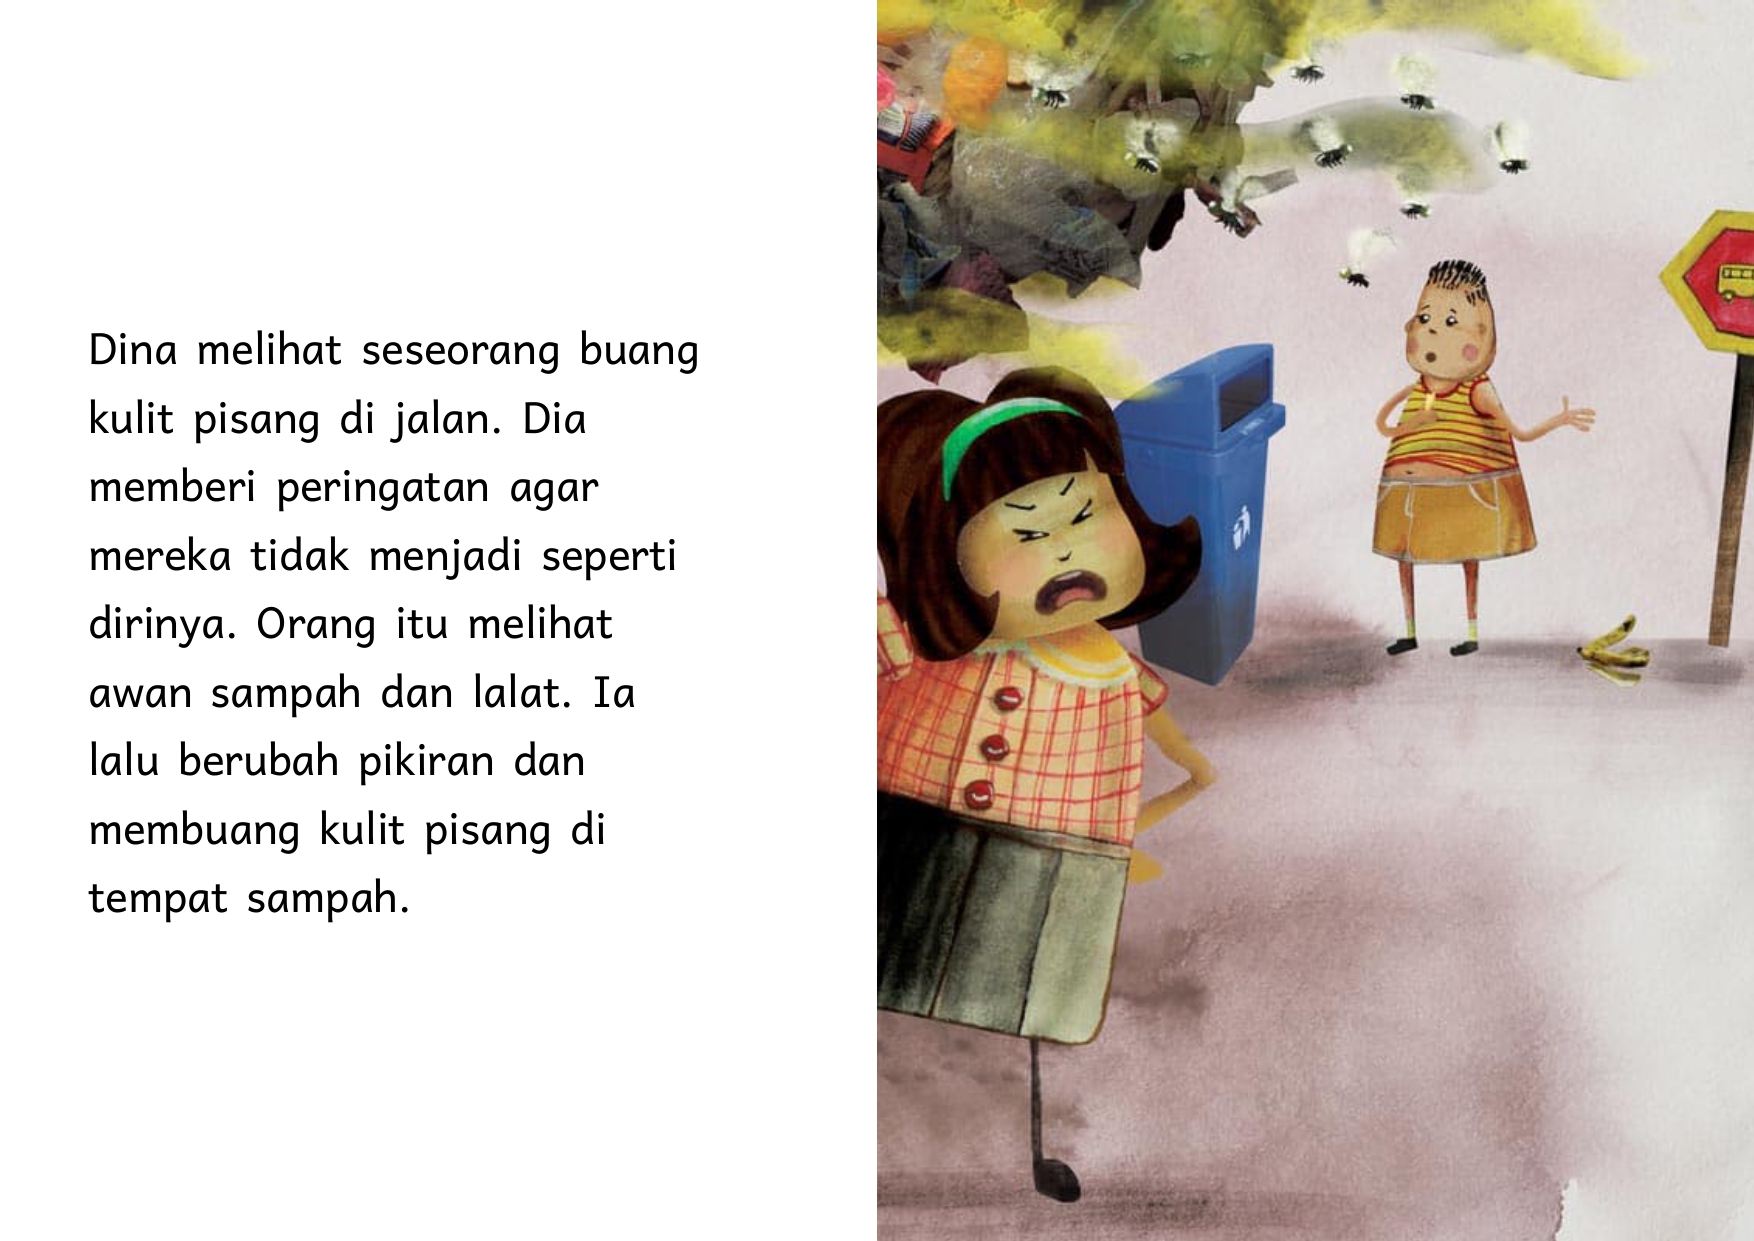 Dina melihat seseorang buang
kulit pisang di jalan. Dia
memberi peringatan agar
mereka tidak menjadi seperti
dirinya. Orang itu melihat
awan sampah dan lalat. Ia
lalu berubah pikiran dan
membuang kulit pisang di
tempat sampah.